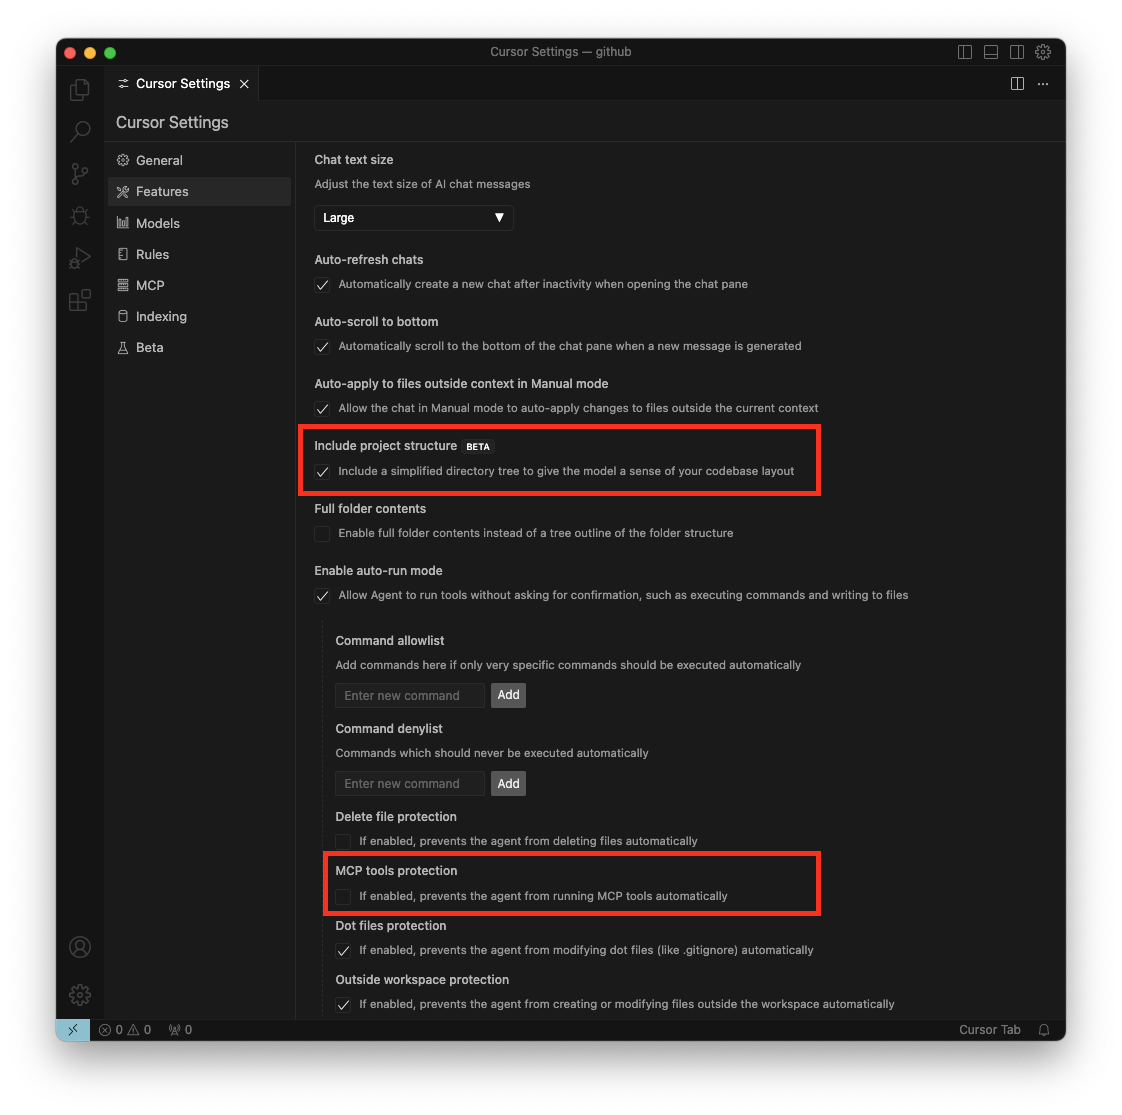 Cursor Settings — github
Cursor Settings
Cursor Settings
General
Features
Models
Rules
MCP
Indexing
Beta
Chat text size
Adjust the text size of AI chat messages
Large
Auto-refresh chats
Automatically create a new chat after inactivity when opening the chat pane
Auto-scroll to bottom
Automatically scroll to the bottom of the chat pane when a new message is generated
Auto-apply to files outside context in Manual mode
Allow the chat in Manual mode to auto-apply changes to files outside the current context
Include project structure BETA
Include a simplified directory tree to give the model a sense of your codebase layout
Full folder contents
Enable full folder contents instead of a tree outline of the folder structure
Enable auto-run mode
Allow Agent to run tools without asking for confirmation, such as executing commands and writing to files
Command allowlist
Add commands here if only very specific commands should be executed automatically
Enter new command Add
Command denylist
Commands which should never be executed automatically
Enter new command Add
Delete file protection
If enabled, prevents the agent from deleting files automatically
MCP tools protection
If enabled, prevents the agent from running MCP tools automatically
Dot files protection
If enabled, prevents the agent from modifying dot files (like .gitignore) automatically
Outside workspace protection
If enabled, prevents the agent from creating or modifying files outside the workspace automatically
0 0 0 Cursor Tab